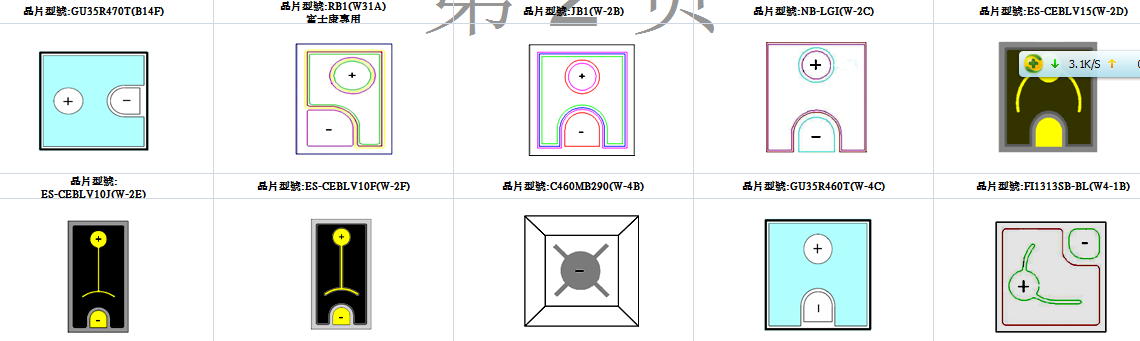 晶片型號:GU35R470T(B14F)
晶片型號:RB1(W31A)
富士康專用
晶片型號:JB1(W-2B)
晶片型號:NB-LGI(W-2C)
晶片型號:ES-CEBLV15(W-2D)
第 2 页
+ -
+ -
+ -
+ -
3.1K/S
晶片型號:
ES-CEBLV10J(W-2E)
晶片型號:ES-CEBLV10F(W-2F)
晶片型號:C460MB290(W-4B)
晶片型號:GU35R460T(W-4C)
晶片型號:FI1313SB-BL(W4-1B)
+ -
+ -
-
+ -
+ -